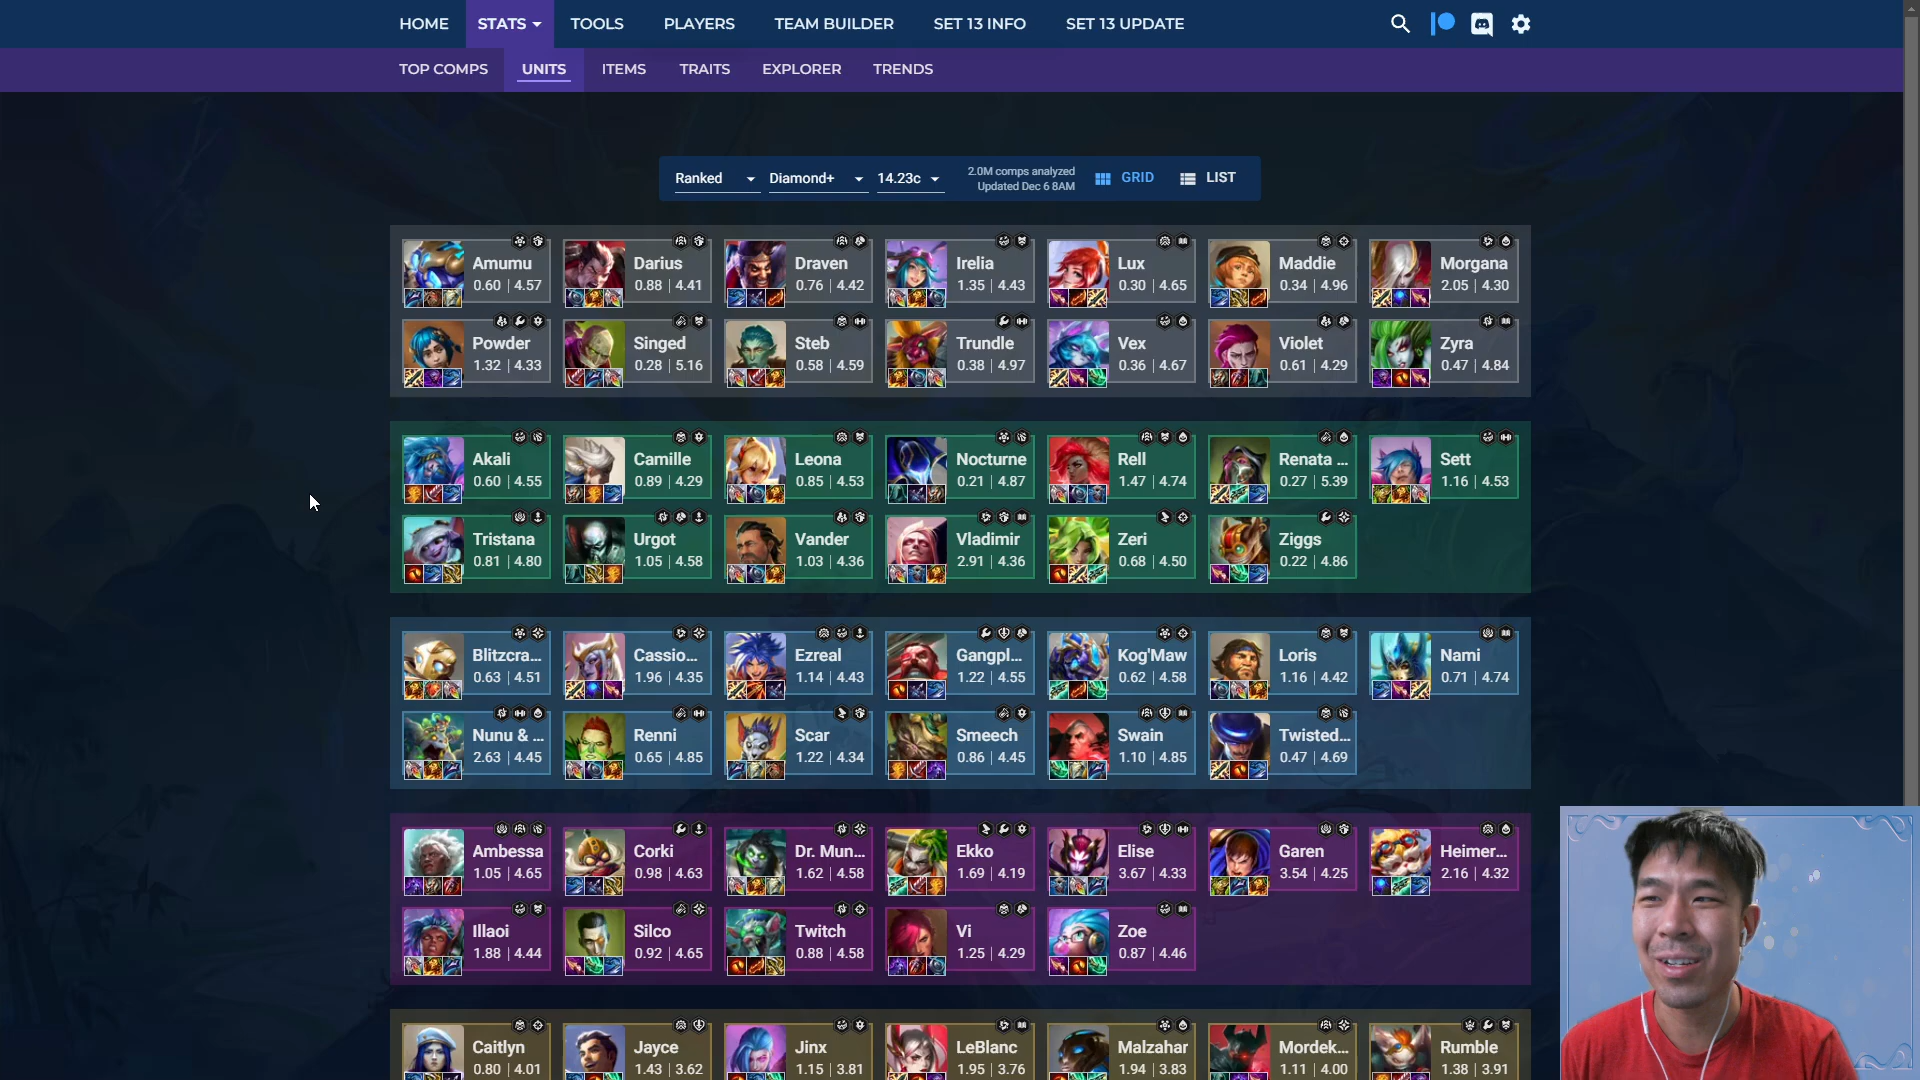 HOME STATS TOOLS PLAYERS TEAM BUILDER SET 13 INFO SET 13 UPDATE
TOP COMPS UNITS ITEMS TRAITS EXPLORER TRENDS
Ranked Diamond+ 14.23c 2.0M comps analyzed GRID LIST
Updated Dec 6 8AM
Amumu Darius Draven Irelia Lux Maddie Morgana
0.60 | 4.57 0.88 | 4.41 0.76 | 4.42 1.35 | 4.43 0.30 | 4.65 0.34 | 4.96 2.05 | 4.30
Powder Singed Steb Trundle Vex Violet Zyra
1.32 | 4.33 0.28 | 5.16 0.58 | 4.59 0.38 | 4.97 0.36 | 4.67 0.61 | 4.29 0.47 | 4.84
Akali Camille Leona Nocturne Rell Renata ... Sett
0.60 | 4.55 0.89 | 4.29 0.85 | 4.53 0.21 | 4.87 1.47 | 4.74 0.27 | 5.39 1.16 | 4.53
Tristana Urgot Vander Vladimir Zeri Ziggs
0.81 | 4.80 1.05 | 4.58 1.03 | 4.36 2.91 | 4.36 0.68 | 4.50 0.22 | 4.86
Blitzcra... Cassio... Ezreal Gangpl... Kog'Maw Loris Nami
0.63 | 4.51 1.96 | 4.35 1.14 | 4.43 1.22 | 4.55 0.62 | 4.58 1.16 | 4.42 0.71 | 4.74
Nunu & ... Renni Scar Smeech Swain Twisted...
2.63 | 4.45 0.65 | 4.85 1.22 | 4.34 0.86 | 4.45 1.10 | 4.85 0.47 | 4.69
Ambessa Corki Dr. Mun... Ekko Elise Garen Heimer...
1.05 | 4.65 0.98 | 4.63 1.62 | 4.58 1.69 | 4.19 3.67 | 4.33 3.54 | 4.25 2.16 | 4.32
Illaoi Silco Twitch Vi Zoe
1.88 | 4.44 0.92 | 4.65 0.88 | 4.58 1.25 | 4.29 0.87 | 4.46
Caitlyn Jayce Jinx LeBlanc Malzahar Mordek... Rumble
0.80 | 4.01 1.43 | 3.62 1.15 | 3.81 1.95 | 3.76 1.94 | 3.83 1.11 | 4.00 1.38 | 3.91